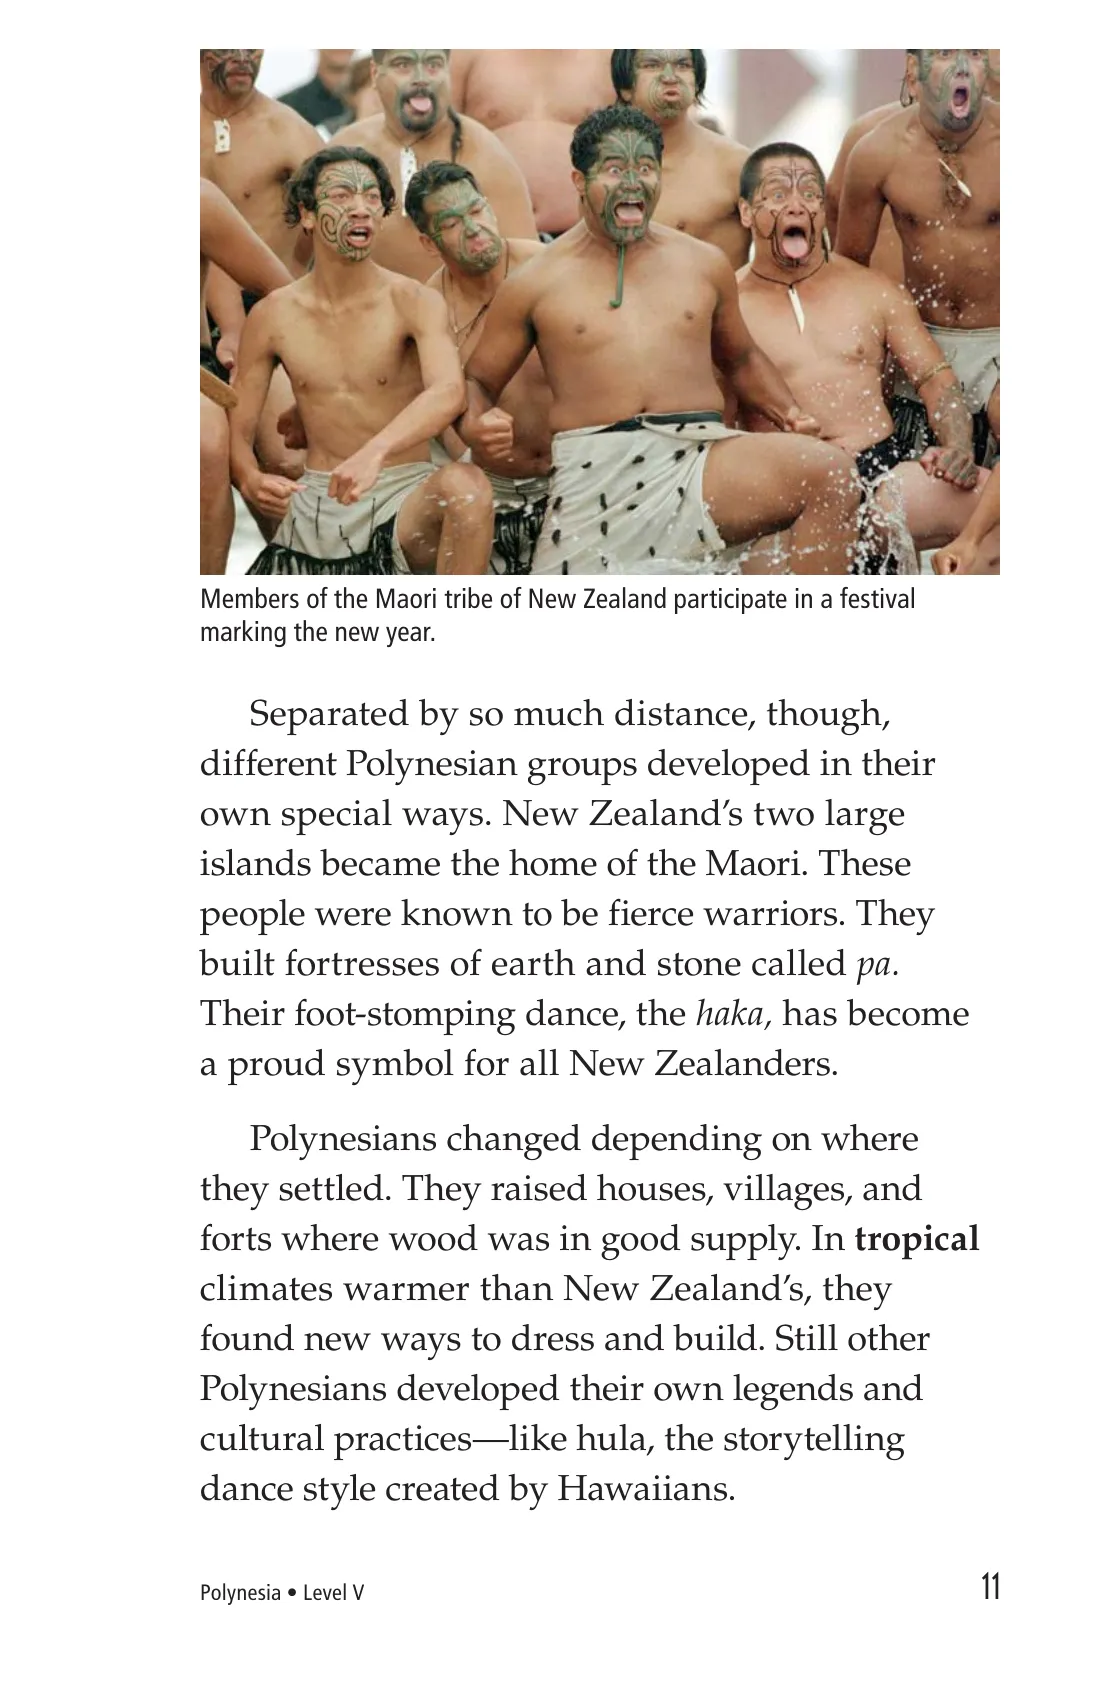 Members of the Maori tribe of New Zealand participate in a festival
marking the new year.
Separated by so much distance, though,
different Polynesian groups developed in their
own special ways. New Zealand’s two large
islands became the home of the Maori. These
people were known to be fierce warriors. They
built fortresses of earth and stone called pa.
Their foot-stomping dance, the haka, has become
a proud symbol for all New Zealanders.
Polynesians changed depending on where
they settled. They raised houses, villages, and
forts where wood was in good supply. In tropical
climates warmer than New Zealand’s, they
found new ways to dress and build. Still other
Polynesians developed their own legends and
cultural practices—like hula, the storytelling
dance style created by Hawaiians.
Polynesia • Level V
11